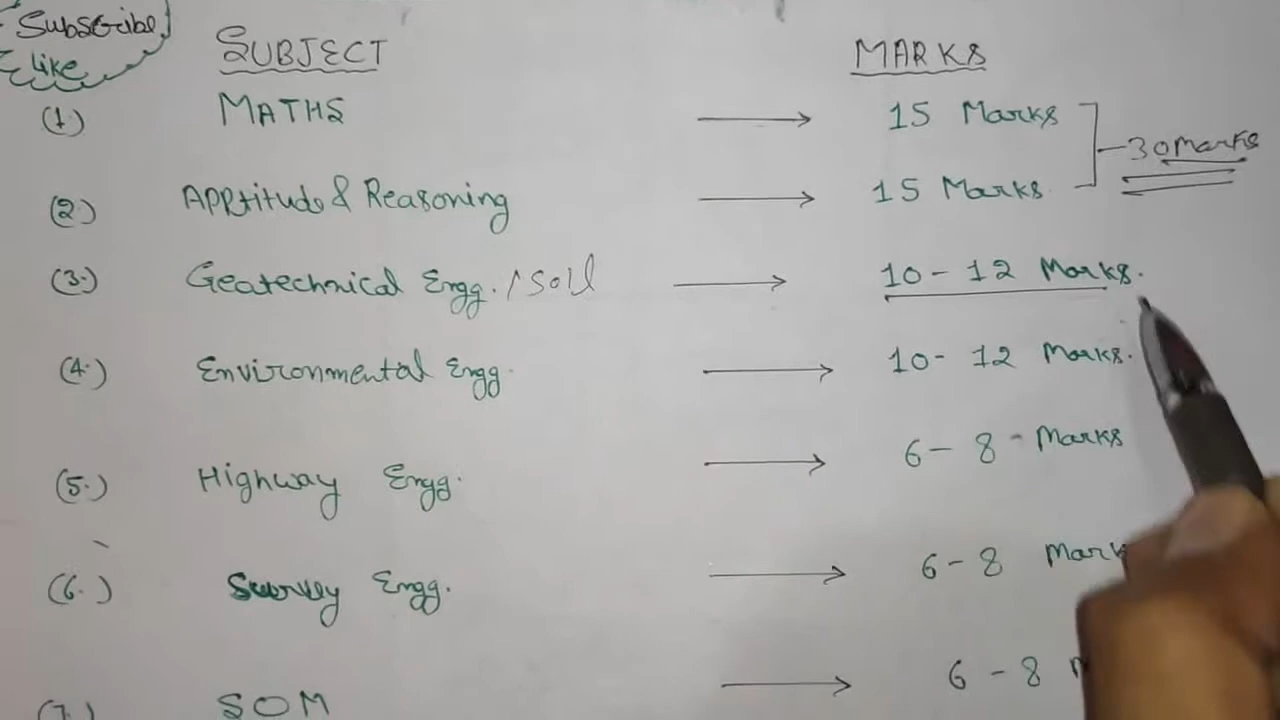 Subscribe
Like
SUBJECT MARKS
(1.) MATHS → 15 Marks
30 marks
(2.) Apptitude & Reasoning → 15 Marks
(3.) Geatechnical Engg. / Soil → 10 - 12 Marks.
(4.) Environmental Engg. → 10 - 12 Marks.
(5.) Highway Engg. → 6 - 8 - Marks
(6.) Survey Engg. → 6 - 8 Mark
(7.) SOM → 6 - 8 M